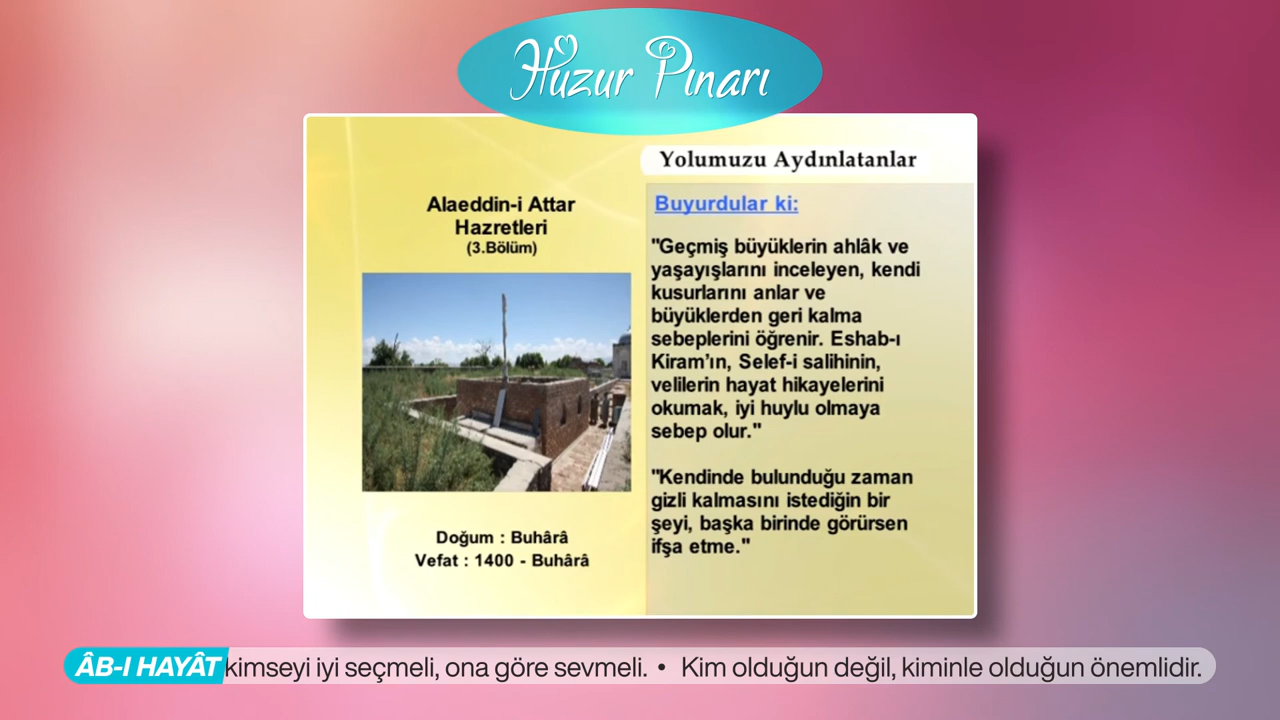 Huzur Pınarı
Yolumuzu Aydınlatanlar
Alaeddin-i Attar
Hazretleri
(3.Bölüm)
Doğum : Buhârâ
Vefat : 1400 - Buhârâ
Buyurdular ki:
"Geçmiş büyüklerin ahlâk ve
yaşayışlarını inceleyen, kendi
kusurlarını anlar ve
büyüklerden geri kalma
sebeplerini öğrenir. Eshab-ı
Kiram'ın, Selef-i salihinin,
velilerin hayat hikayelerini
okumak, iyi huylu olmaya
sebep olur."
"Kendinde bulunduğu zaman
gizli kalmasını istediğin bir
şeyi, başka birinde görürsen
ifşa etme."
ÂB-I HAYÂT kimseyi iyi seçmeli, ona göre sevmeli. • Kim olduğun değil, kiminle olduğun önemlidir.